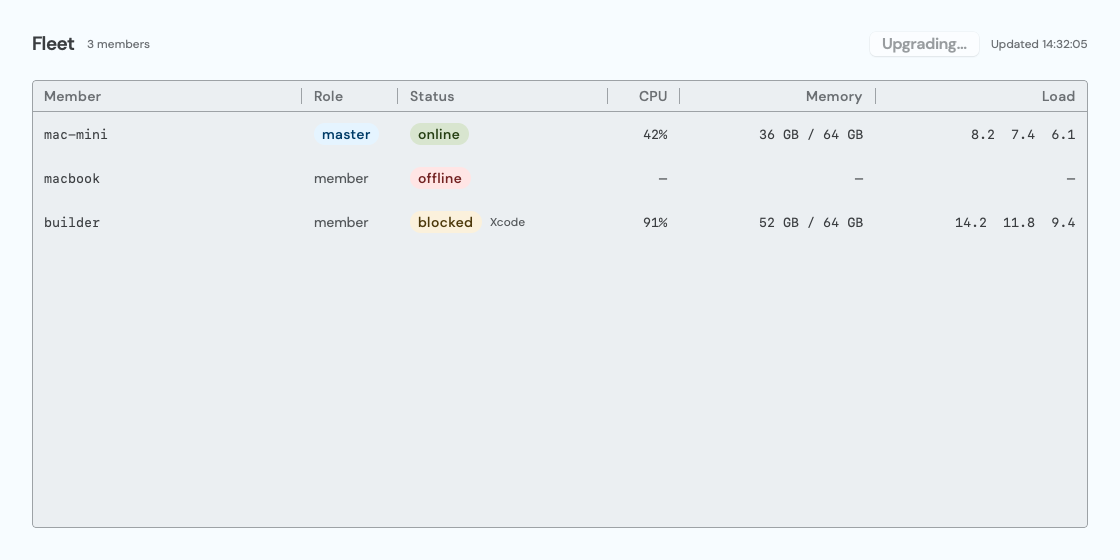 Fleet 3 members Upgrading... Updated 14:32:05
Member Role Status CPU Memory Load
mac-mini master online 42% 36 GB / 64 GB 8.2 7.4 6.1
macbook member offline — — —
builder member blocked Xcode 91% 52 GB / 64 GB 14.2 11.8 9.4